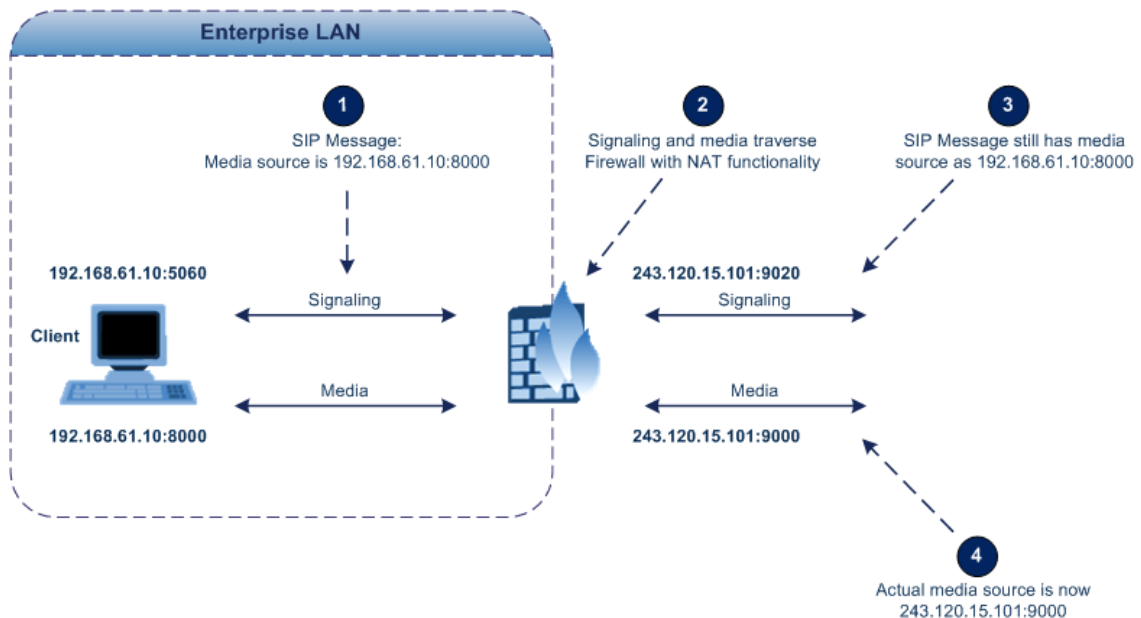 Enterprise LAN
1
SIP Message:
Media source is 192.168.61.10:8000
2
Signaling and media traverse
Firewall with NAT functionality
3
SIP Message still has media
source as 192.168.61.10:8000
192.168.61.10:5060
Signaling
243.120.15.101:9020
Signaling
Client
Media
Media
192.168.61.10:8000
243.120.15.101:9000
4
Actual media source is now
243.120.15.101:9000